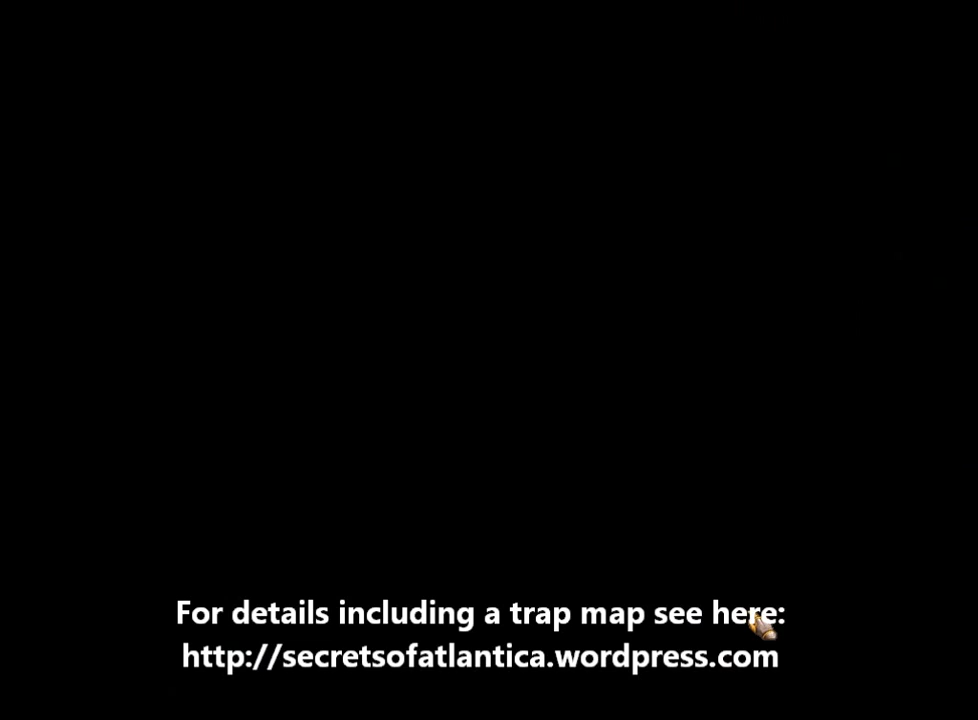 For details including a trap map see here:
http://secretsofatlantica.wordpress.com